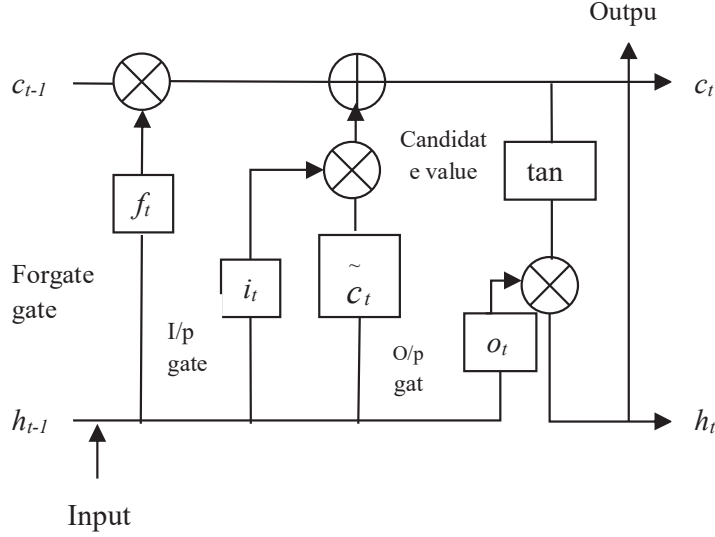 Outpu
c_{t-1}
c_t
Candidat
e value
tan
f_t
Forgate
gate
i_t
~
c_t
I/p
gate
O/p
gat
o_t
h_{t-1}
h_t
Input